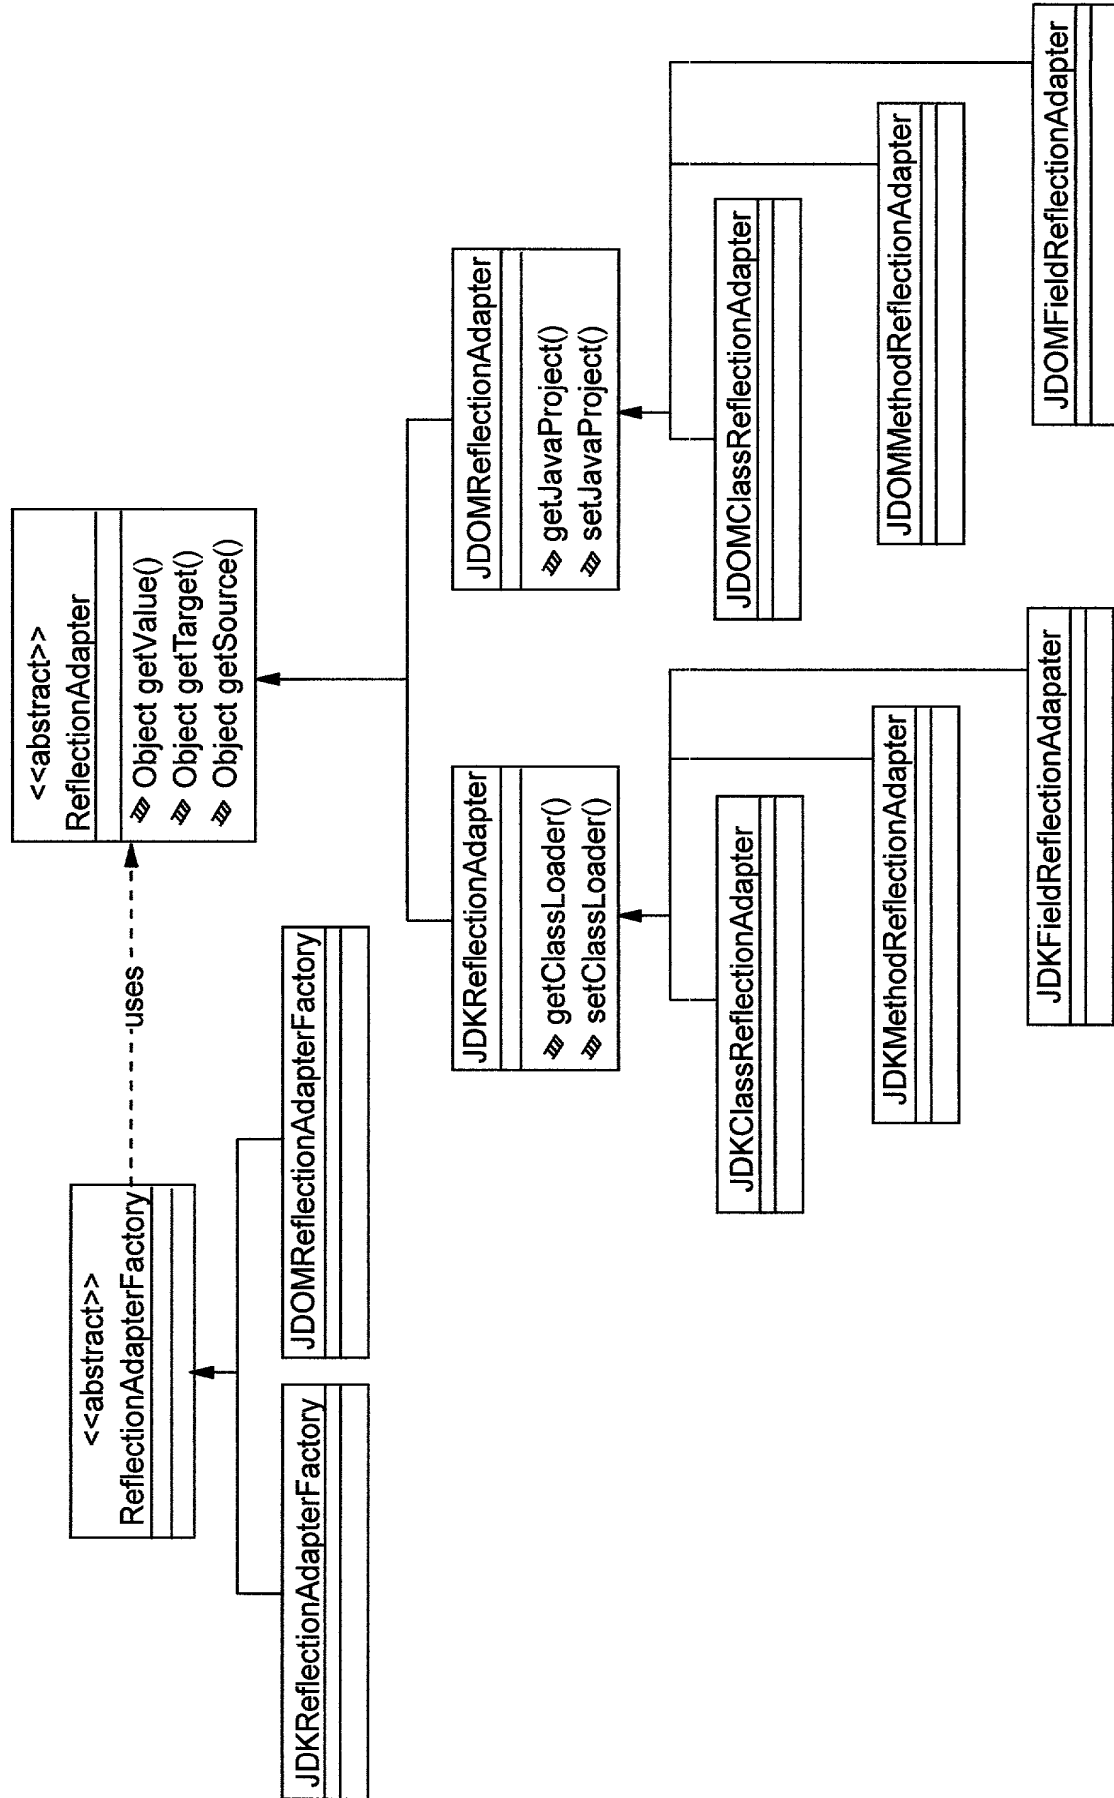 <<abstract>>
ReflectionAdapterFactory
uses
<<abstract>>
ReflectionAdapter
Object getValue()
Object getTarget()
Object getSource()
JDKReflectionAdapterFactory
JDOMReflectionAdapterFactory
JDKReflectionAdapter
getClassLoader()
setClassLoader()
JDOMReflectionAdapter
getJavaProject()
setJavaProject()
JDKClassReflectionAdapter
JDOMClassReflectionAdapter
JDKMethodReflectionAdapter
JDOMMethodReflectionAdapter
JDKFieldReflectionAdapater
JDOMFieldReflectionAdapter